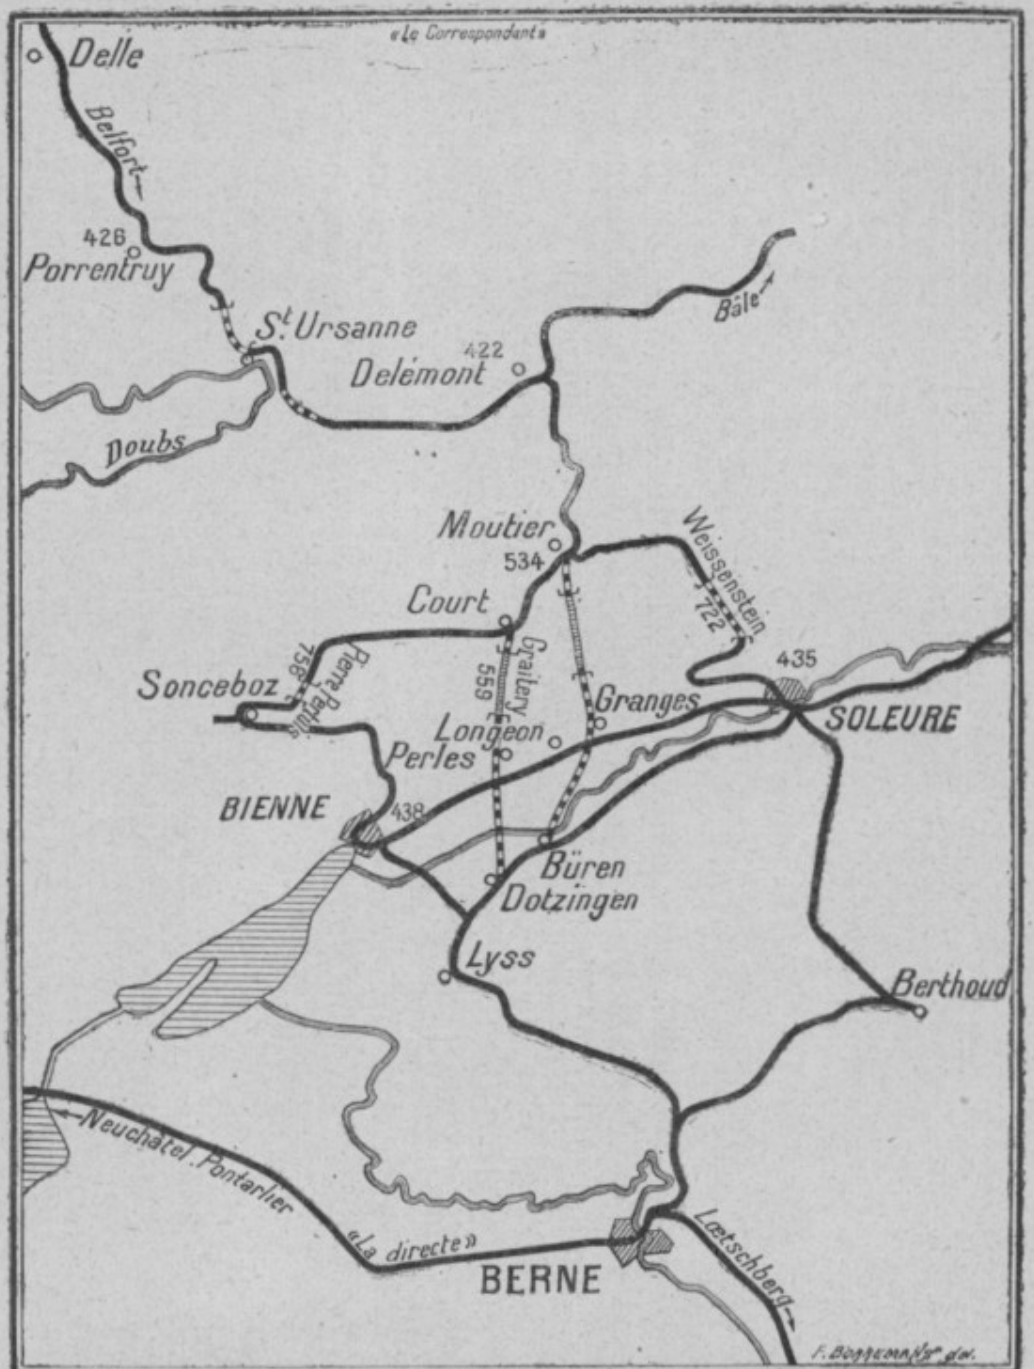 «Le Correspondant»
Delle
Belfort
426
Porrentruy
St. Ursanne
422
Delémont
Bâle
Doubs
Moutier
534
Weissenstein
722
Court
Graitery
559
758
Pierre Pertuis
Sonceboz
435
Granges
SOLEURE
Longeon
Perles
BIENNE
438
Büren
Dotzingen
Lyss
Berthoud
Neuchâtel. Pontarlier
«La directe»
Lœtschberg
BERNE